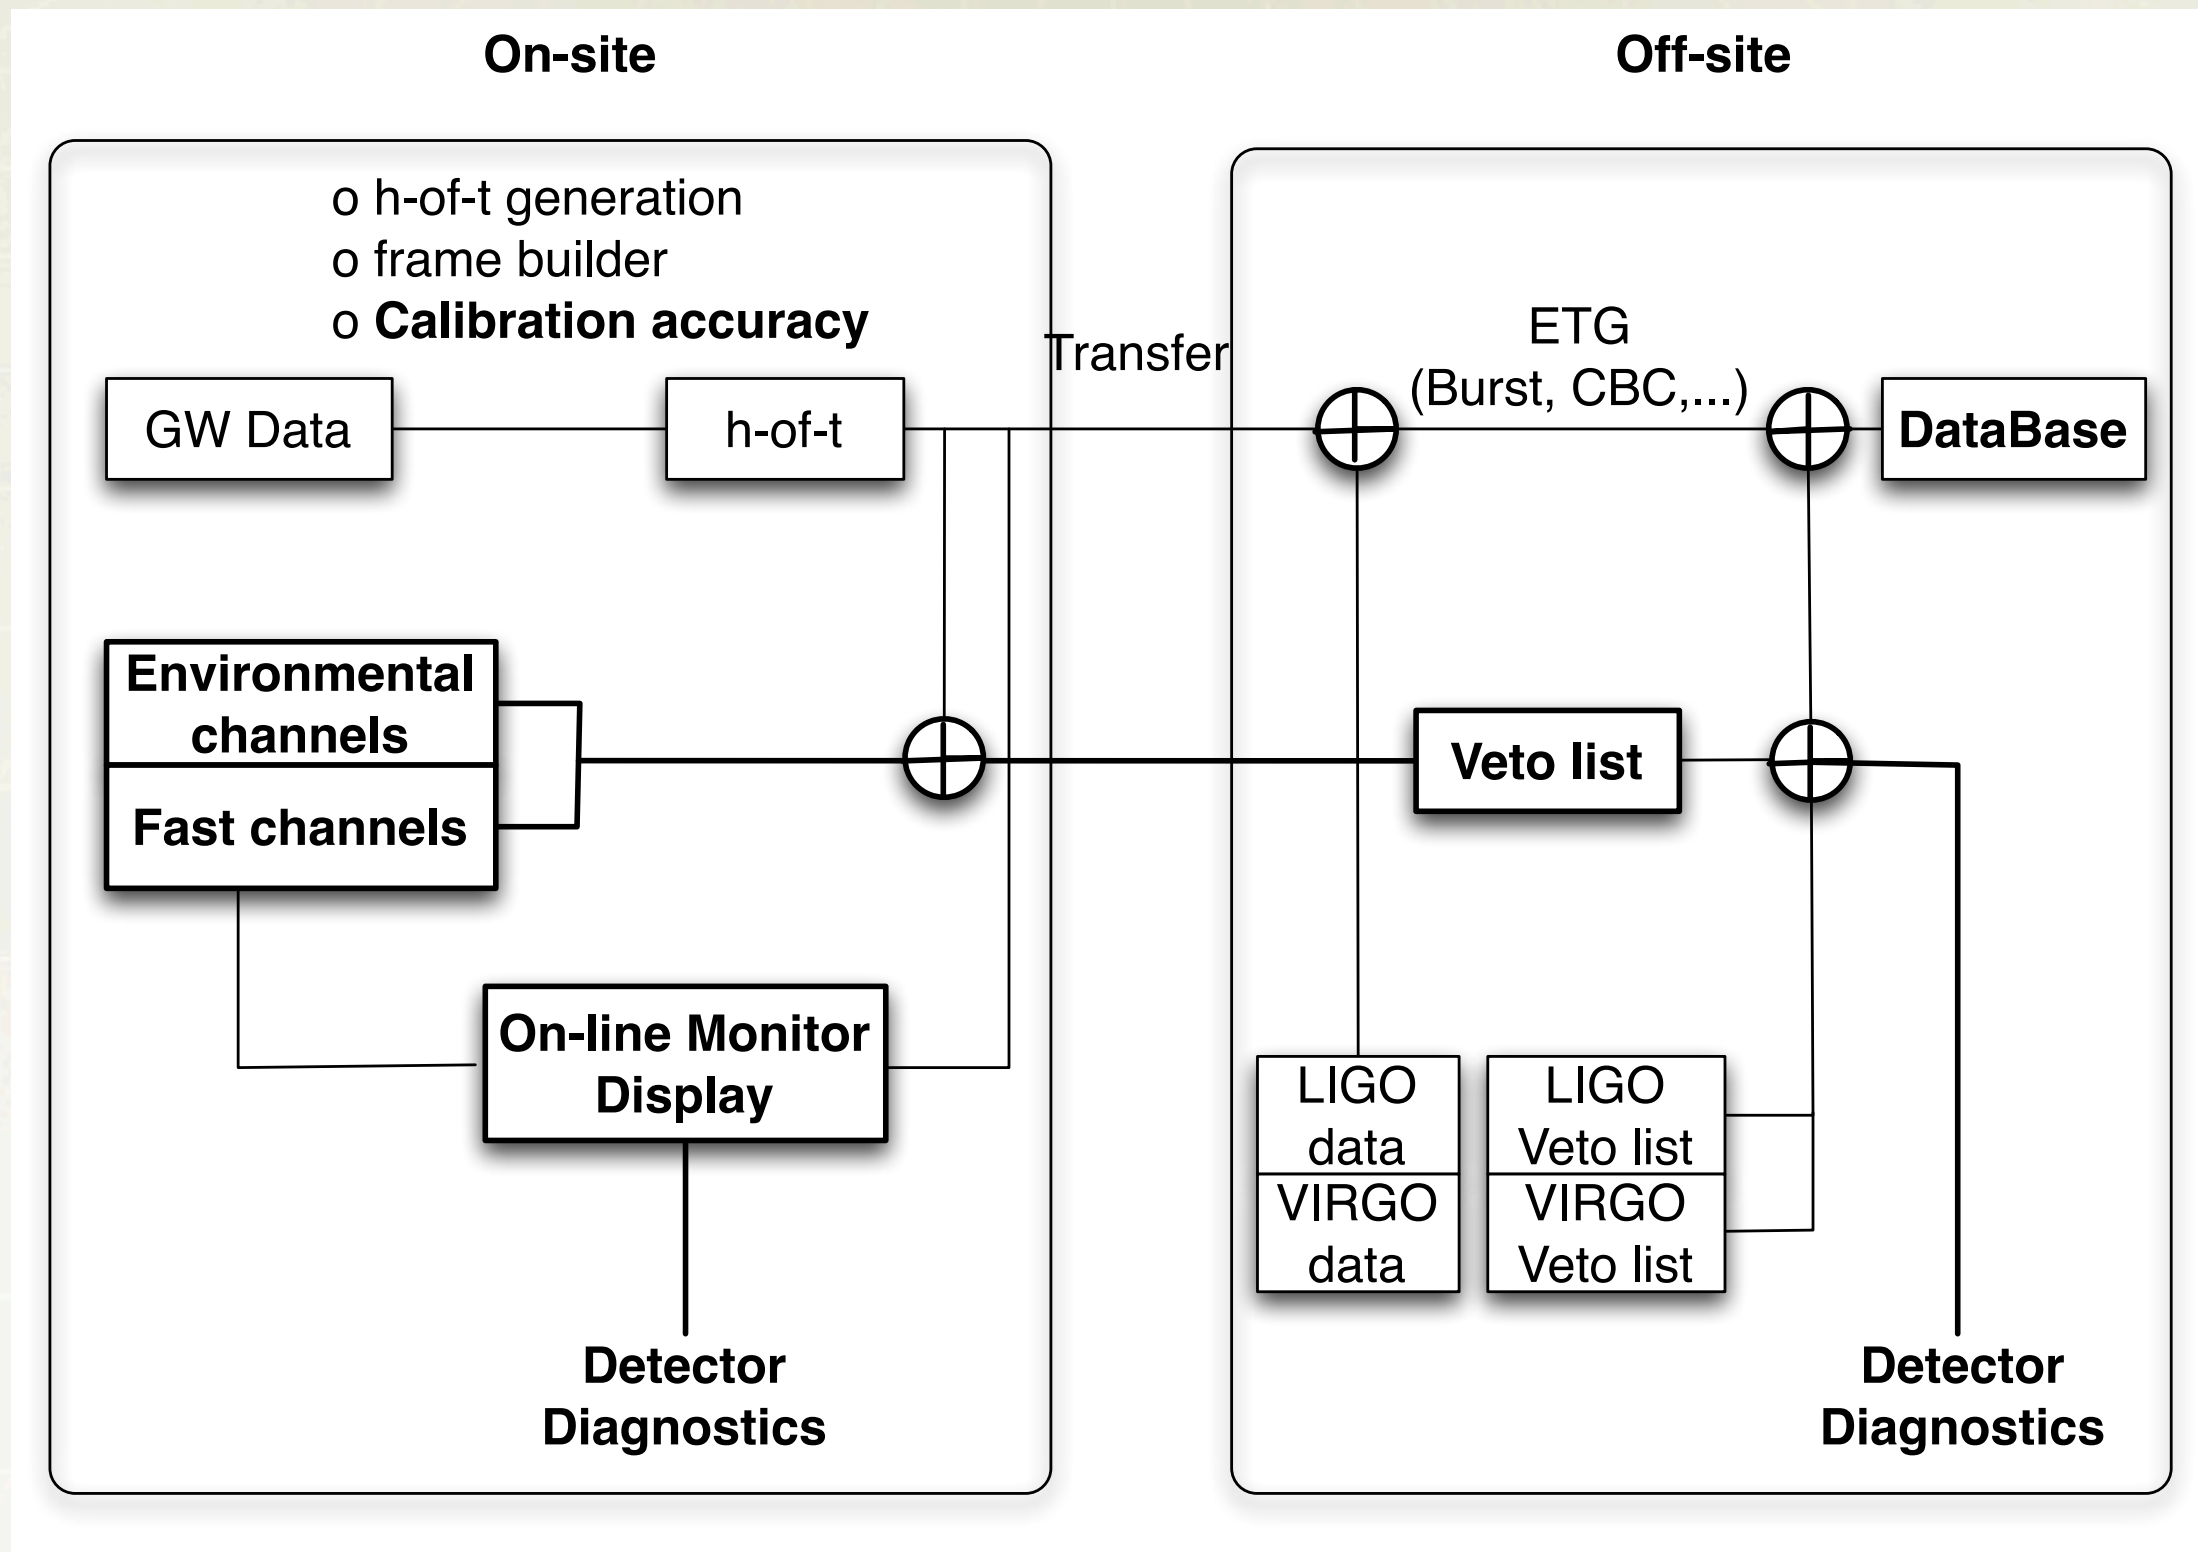 On-site
o h-of-t generation
o frame builder
o Calibration accuracy
GW Data
h-of-t
Environmental
channels
Fast channels
On-line Monitor
Display
Detector
Diagnostics
Transfer
Off-site
ETG
(Burst, CBC,...)
DataBase
Veto list
LIGO
data
VIRGO
data
LIGO
Veto list
VIRGO
Veto list
Detector
Diagnostics